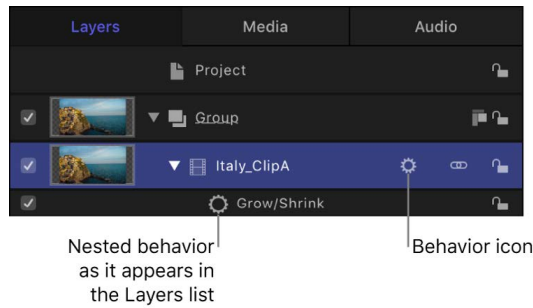 Layers Media Audio
Project
Group
Italy_ClipA
Grow/Shrink
Nested behavior
as it appears in
the Layers list
Behavior icon